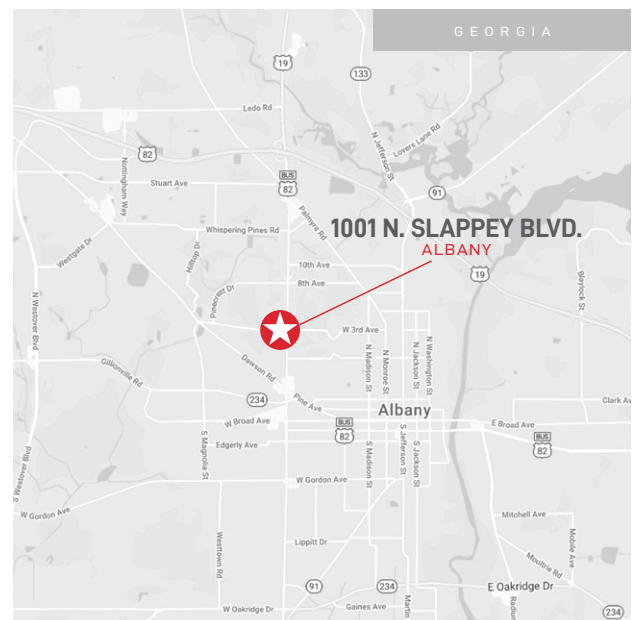 GEORGIA
19
133
Ledo Rd
N Jefferson St
Lovers Lane Rd
82
Nottingham Way
Stuart Ave
BUS
82
91
Palmyra Rd
1001 N. SLAPPEY BLVD.
ALBANY
Whispering Pines Rd
Westgate Dr
Hilltop Dr
10th Ave
19
8th Ave
Blaylock St
Pinecrest Dr
N Westover Blvd
W 3rd Ave
N Madison St
N Monroe St
N Jackson St
N Washington St
Gillionville Rd
Dawson Rd
234
Pine Ave
Albany
Clark Av
W Broad Ave
BUS
82
E Broad Ave
BUS
82
S Magnolia St
Edgerly Ave
S Madison St
S Jefferson St
S Jackson St
S Westover Blvd
W Gordon Ave
W Gordon Ave
Mitchell Ave
Westtown Rd
Lippitt Dr
Moultrie Rd
Mobile Ave
91
234
E Oakridge Dr
W Oakridge Dr
Gaines Ave
Martin
Radiu
234